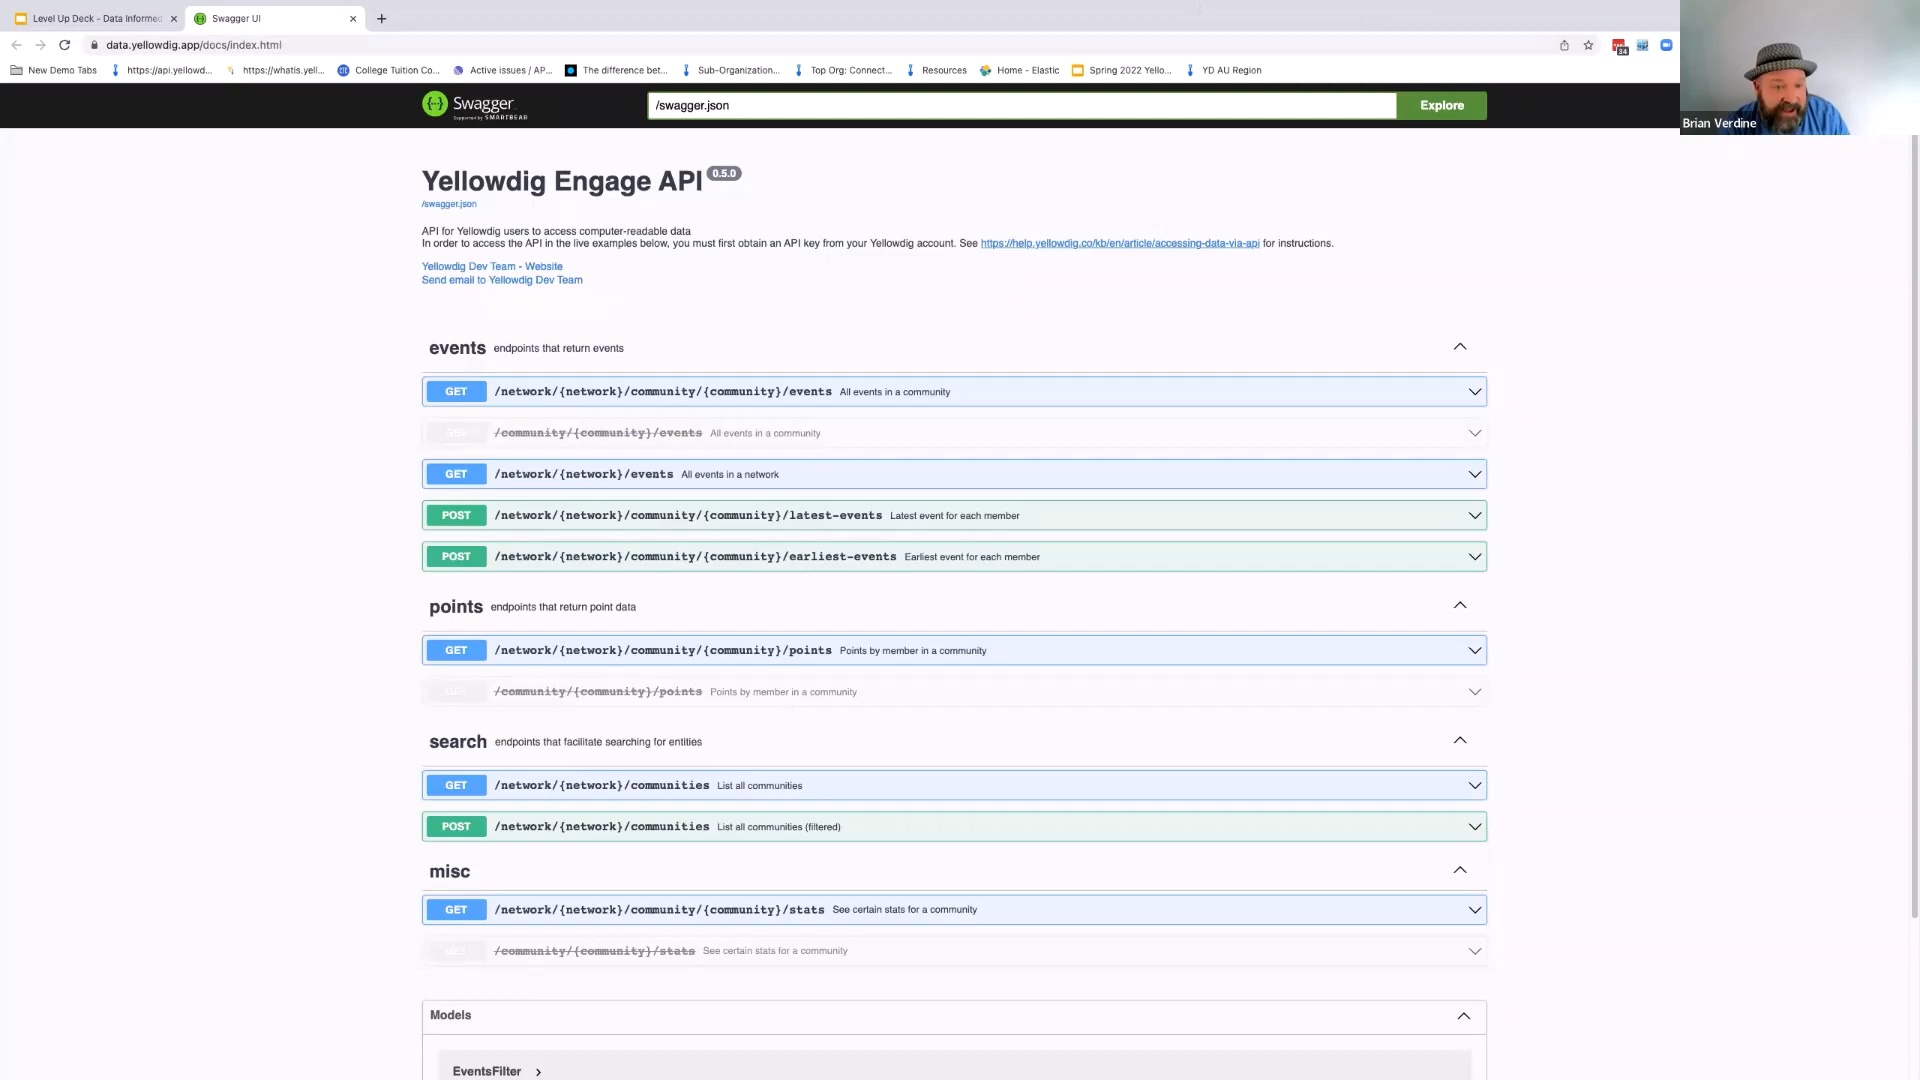 Level Up Deck - Data Informed
Swagger UI
data.yellowdig.app/docs/index.html
34
New Demo Tabs
https://api.yellowd...
https://whatis.yell...
College Tuition Co...
Active issues / AP...
The difference bet...
Sub-Organization...
Top Org: Connect...
Resources
Home - Elastic
Spring 2022 Yello...
YD AU Region
Swagger
Supported by SMARTBEAR
/swagger.json
Explore
Brian Verdine
Yellowdig Engage API 0.5.0
/swagger.json
API for Yellowdig users to access computer-readable data
In order to access the API in the live examples below, you must first obtain an API key from your Yellowdig account. See https://help.yellowdig.co/kb/en/article/accessing-data-via-api for instructions.
Yellowdig Dev Team - Website
Send email to Yellowdig Dev Team
events endpoints that return events
GET /network/{network}/community/{community}/events All events in a community
GET /community/{community}/events All events in a community
GET /network/{network}/events All events in a network
POST /network/{network}/community/{community}/latest-events Latest event for each member
POST /network/{network}/community/{community}/earliest-events Earliest event for each member
points endpoints that return point data
GET /network/{network}/community/{community}/points Points by member in a community
GET /community/{community}/points Points by member in a community
search endpoints that facilitate searching for entities
GET /network/{network}/communities List all communities
POST /network/{network}/communities List all communities (filtered)
misc
GET /network/{network}/community/{community}/stats See certain stats for a community
GET /community/{community}/stats See certain stats for a community
Models
EventsFilter